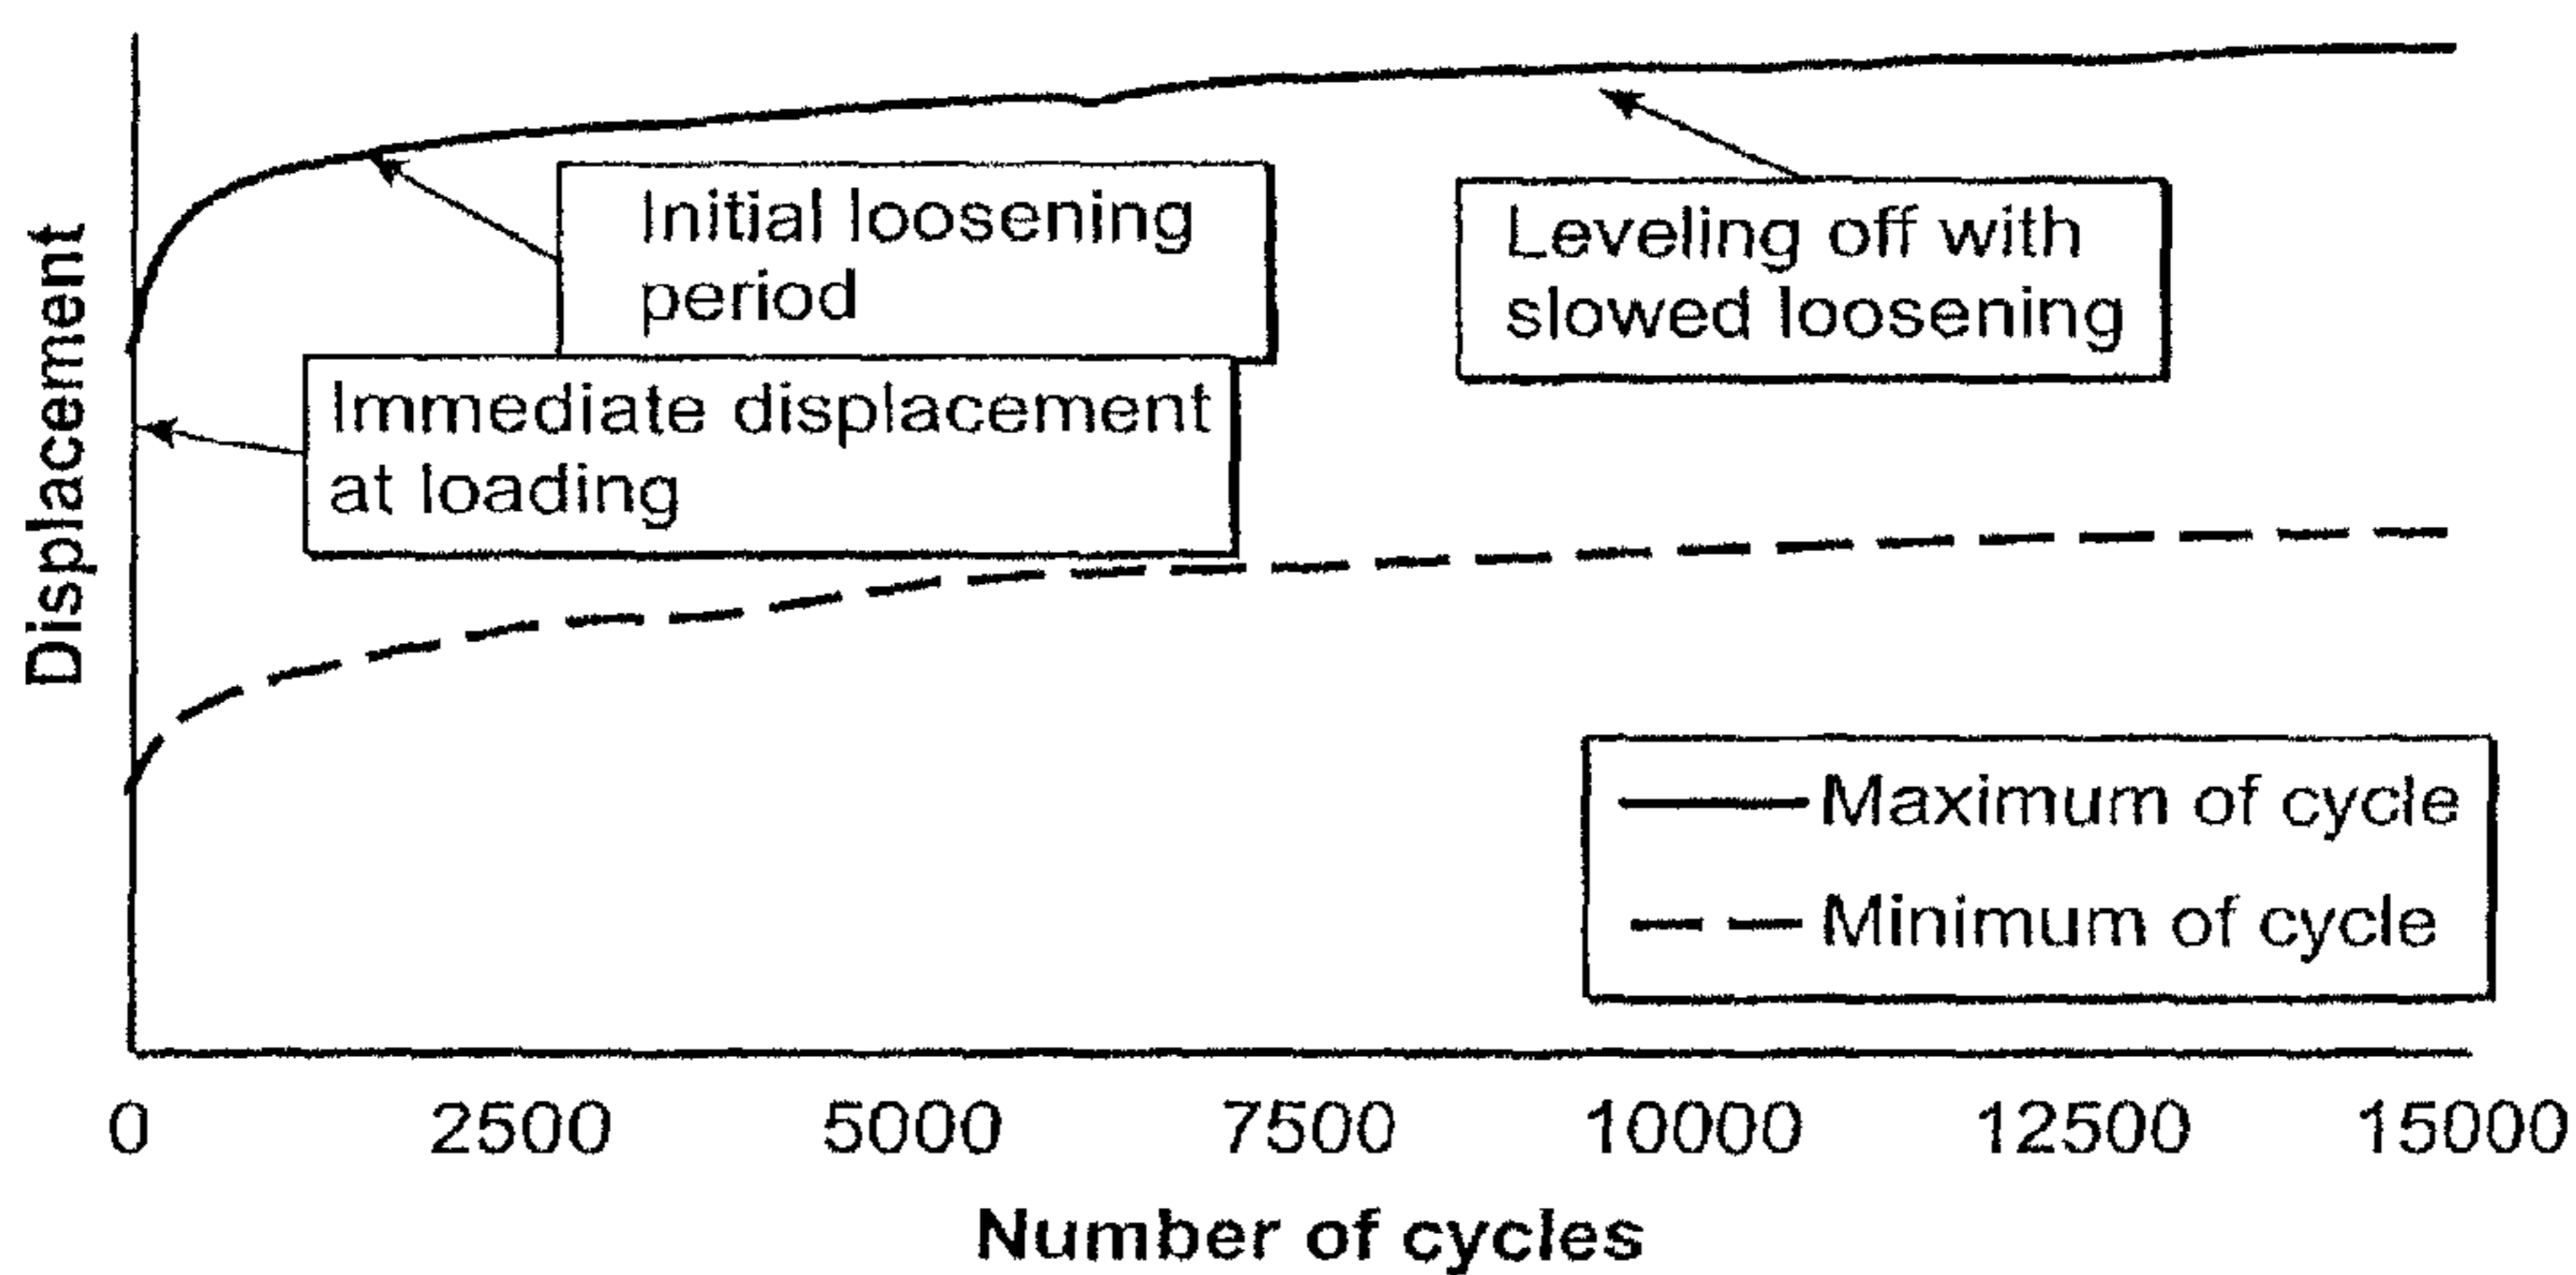 Displacement
Initial loosening
period
Leveling off with
slowed loosening
Immediate displacement
at loading
Maximum of cycle
Minimum of cycle
0 2500 5000 7500 10000 12500 15000
Number of cycles